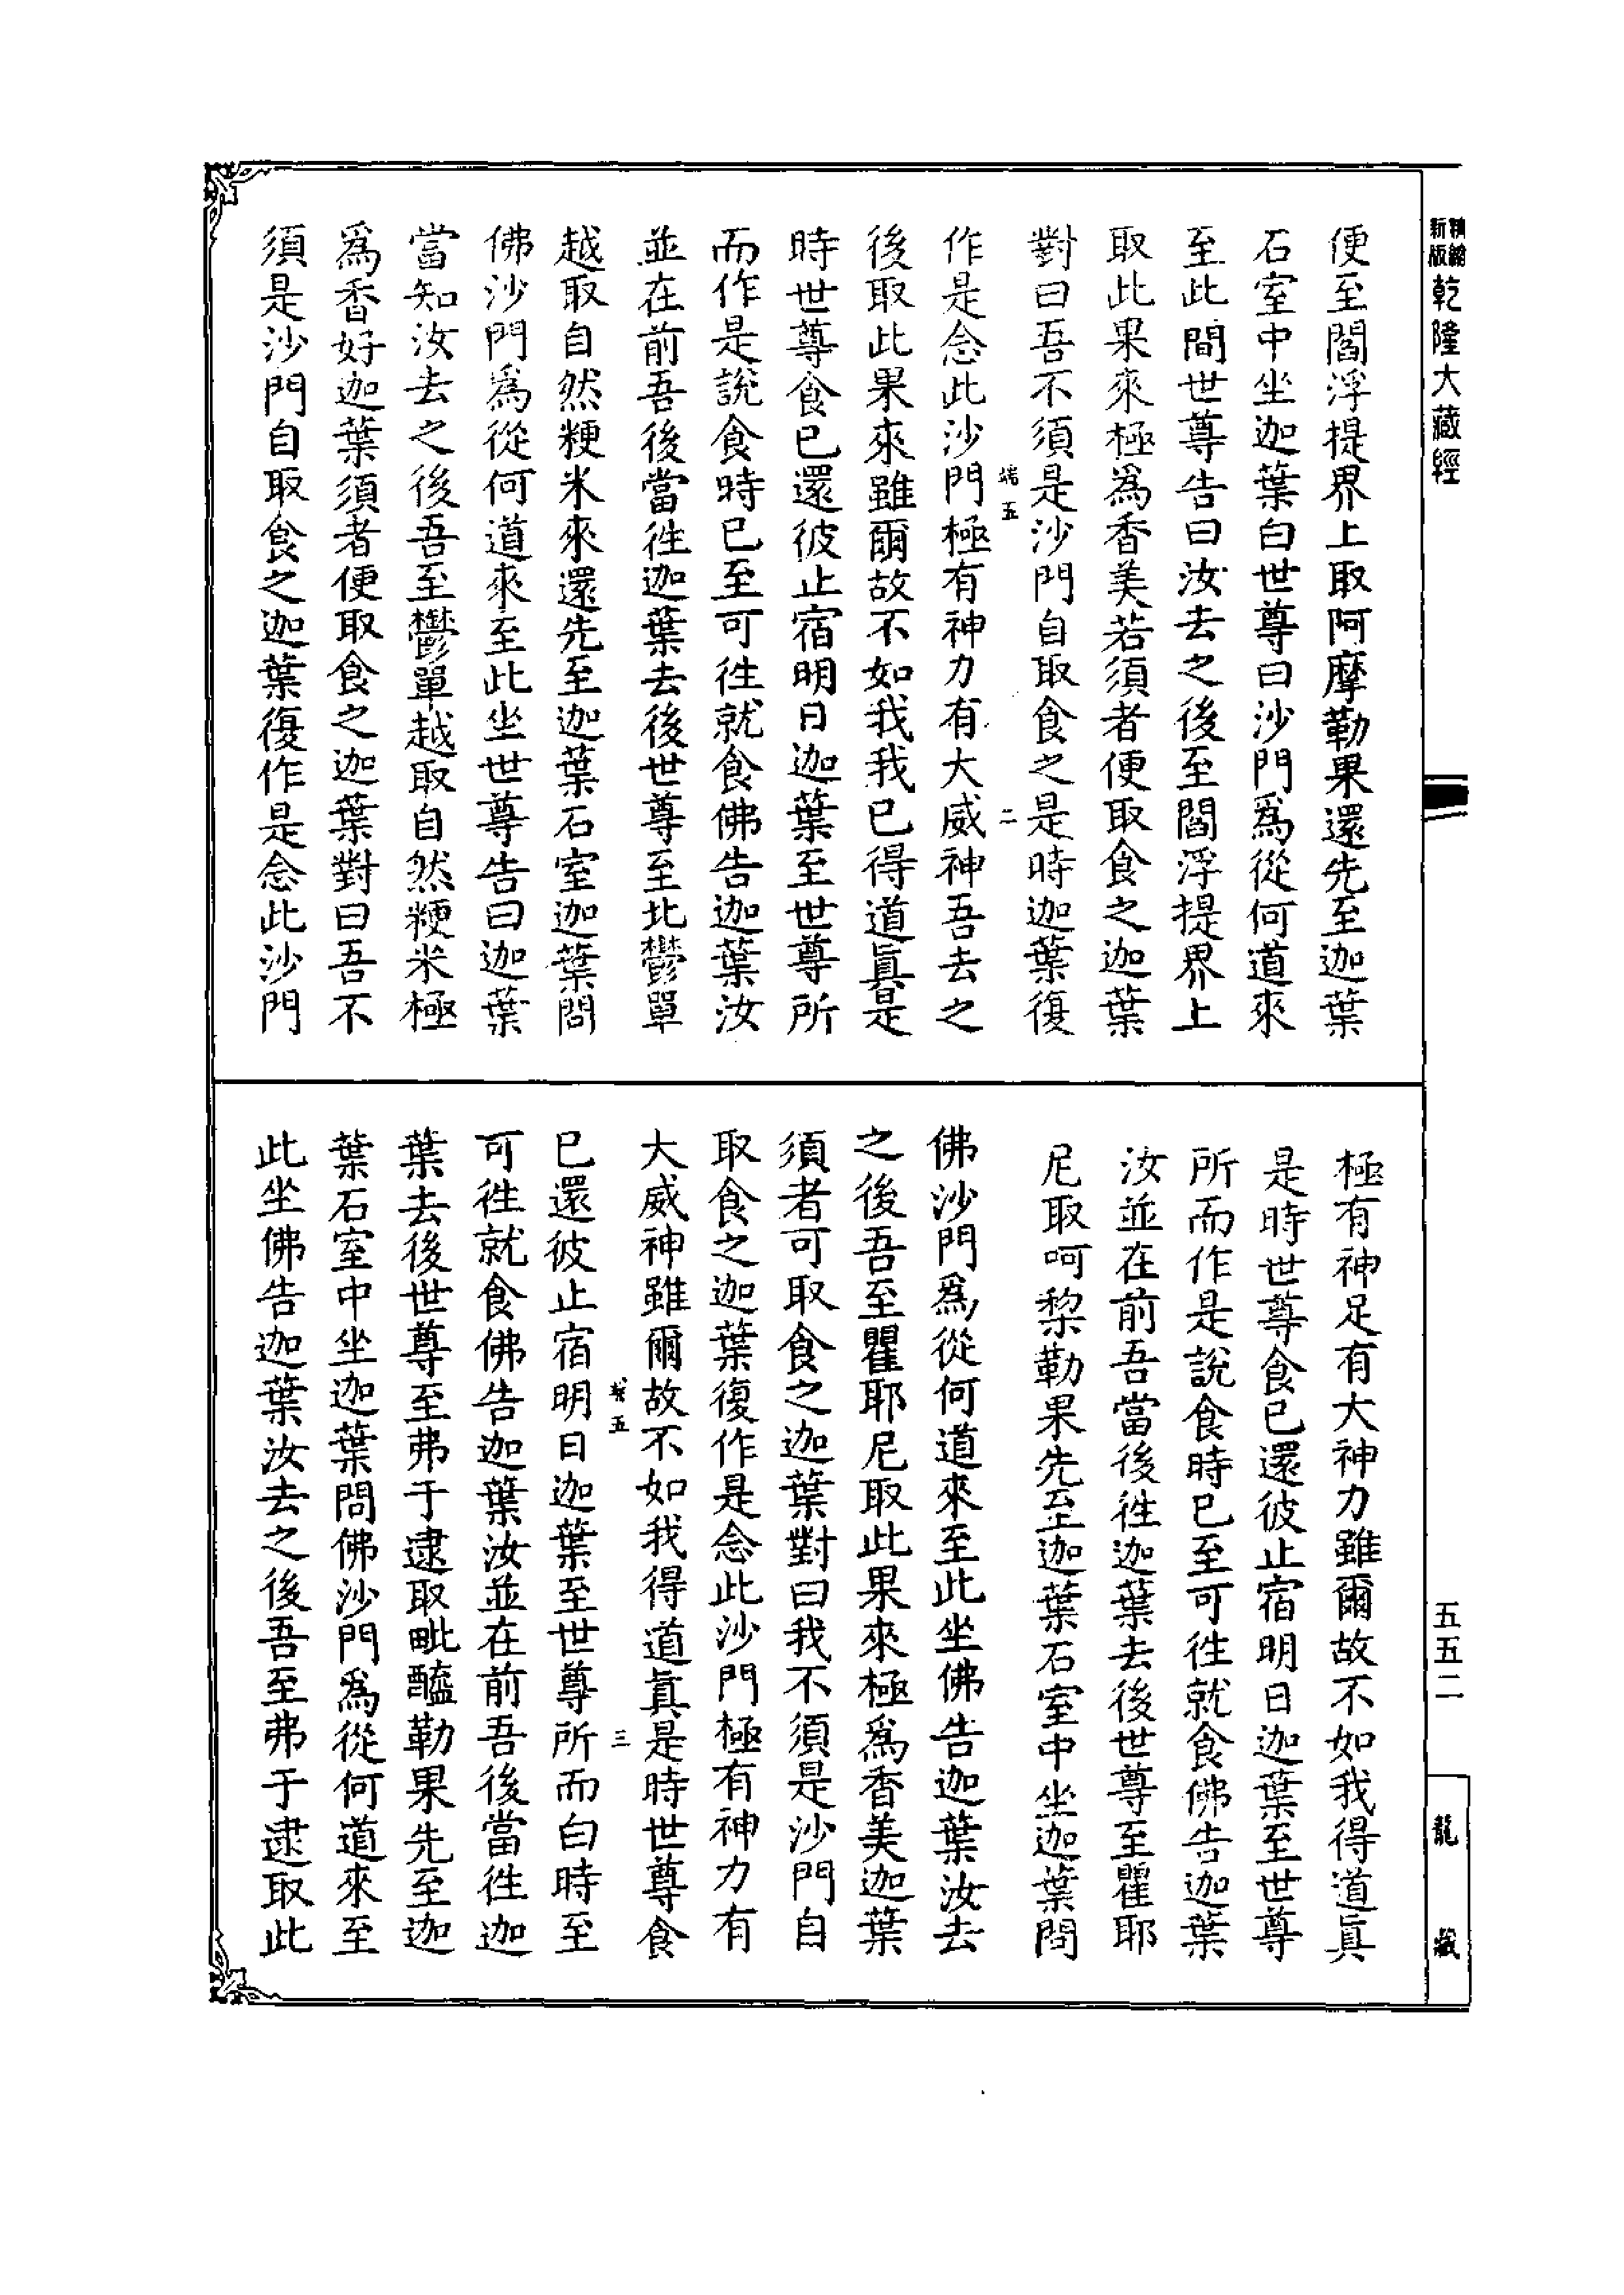 新版
精縮
乾隆大藏經
便至閻浮提界上取阿摩勒果還先至迦葉
石室中坐迦葉白世尊曰沙門爲從何道來
至此間世尊告曰汝去之後至閻浮提界上
取此果來極爲香美若須者便取食之迦葉
對曰吾不須是沙門自取食之是時迦葉復
端五
二
作是念此沙門極有神力有大威神吾去之
後取此果來雖爾故不如我我已得道眞是
時世尊食已還彼止宿明日迦葉至世尊所
而作是說食時已至可往就食佛告迦葉汝
並在前吾後當往迦葉去後世尊至北鬱單
越取自然粳米來還先至迦葉石室迦葉問
佛沙門爲從何道來至此坐世尊告曰迦葉
當知汝去之後吾至鬱單越取自然粳米極
爲香好迦葉須者便取食之迦葉對曰吾不
須是沙門自取食之迦葉復作是念此沙門
極有神足有大神力雖爾故不如我得道眞
是時世尊食已還彼止宿明日迦葉至世尊
所而作是說食時已至可往就食佛告迦葉
汝並在前吾當後往迦葉去後世尊至瞿耶
尼取呵梨勒果先至迦葉石室中坐迦葉問
佛沙門爲從何道來至此坐佛告迦葉汝去
之後吾至瞿耶尼取此果來極爲香美迦葉
須者可取食之迦葉對曰我不須是沙門自
取食之迦葉復作是念此沙門極有神力有
大威神雖爾故不如我得道眞是時世尊食
端五
三
已還彼止宿明日迦葉至世尊所而白時至
可往就食佛告迦葉汝並在前吾後當往迦
葉去後世尊至弗于逮取毗醯勒果先至迦
葉石室中坐迦葉問佛沙門爲從何道來至
此坐佛告迦葉汝去之後吾至弗于逮取此
五五二
龍藏